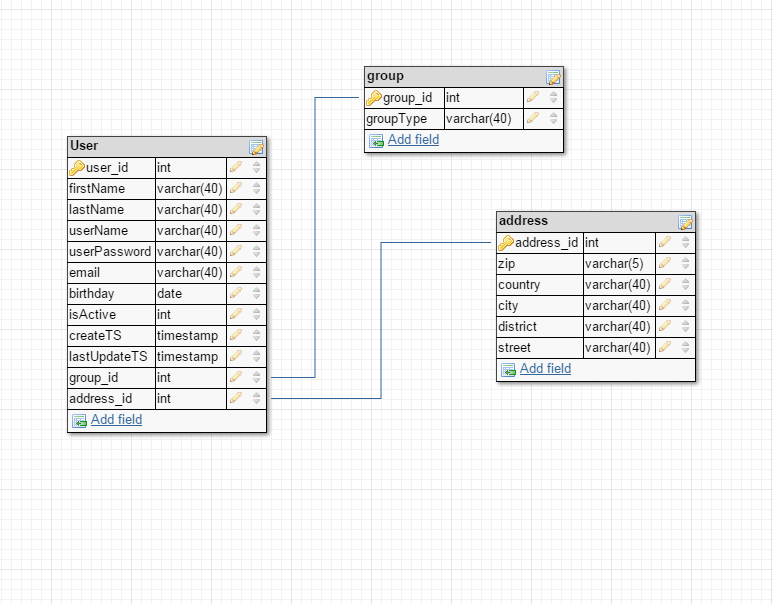 group
group_id int
groupType varchar(40)
Add field
User
user_id int
firstName varchar(40)
lastName varchar(40)
userName varchar(40)
userPassword varchar(40)
email varchar(40)
birthday date
isActive int
createTS timestamp
lastUpdateTS timestamp
group_id int
address_id int
Add field
address
address_id int
zip varchar(5)
country varchar(40)
city varchar(40)
district varchar(40)
street varchar(40)
Add field